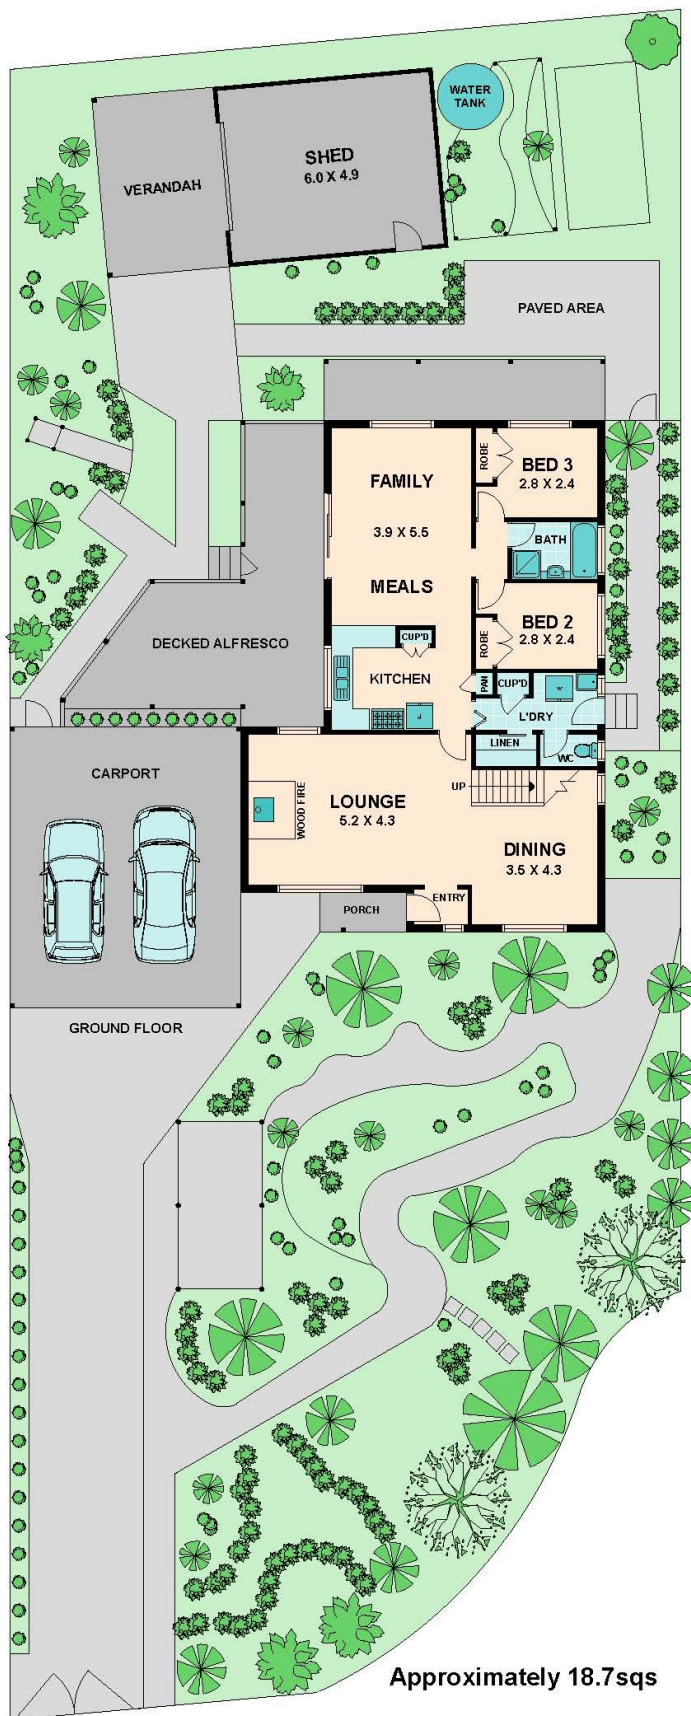 WATER
TANK
SHED
6.0 X 4.9
VERANDAH
PAVED AREA
ROBE
BED 3
2.8 X 2.4
FAMILY
3.9 X 5.5
BATH
MEALS
BED 2
2.8 X 2.4
ROBE
CUP'D
DECKED ALFRESCO
KITCHEN
PAN
CUP'D
L'DRY
LINEN
WC
CARPORT
UP
WOOD FIRE
LOUNGE
5.2 X 4.3
DINING
3.5 X 4.3
ENTRY
PORCH
GROUND FLOOR
Approximately 18.7sqs